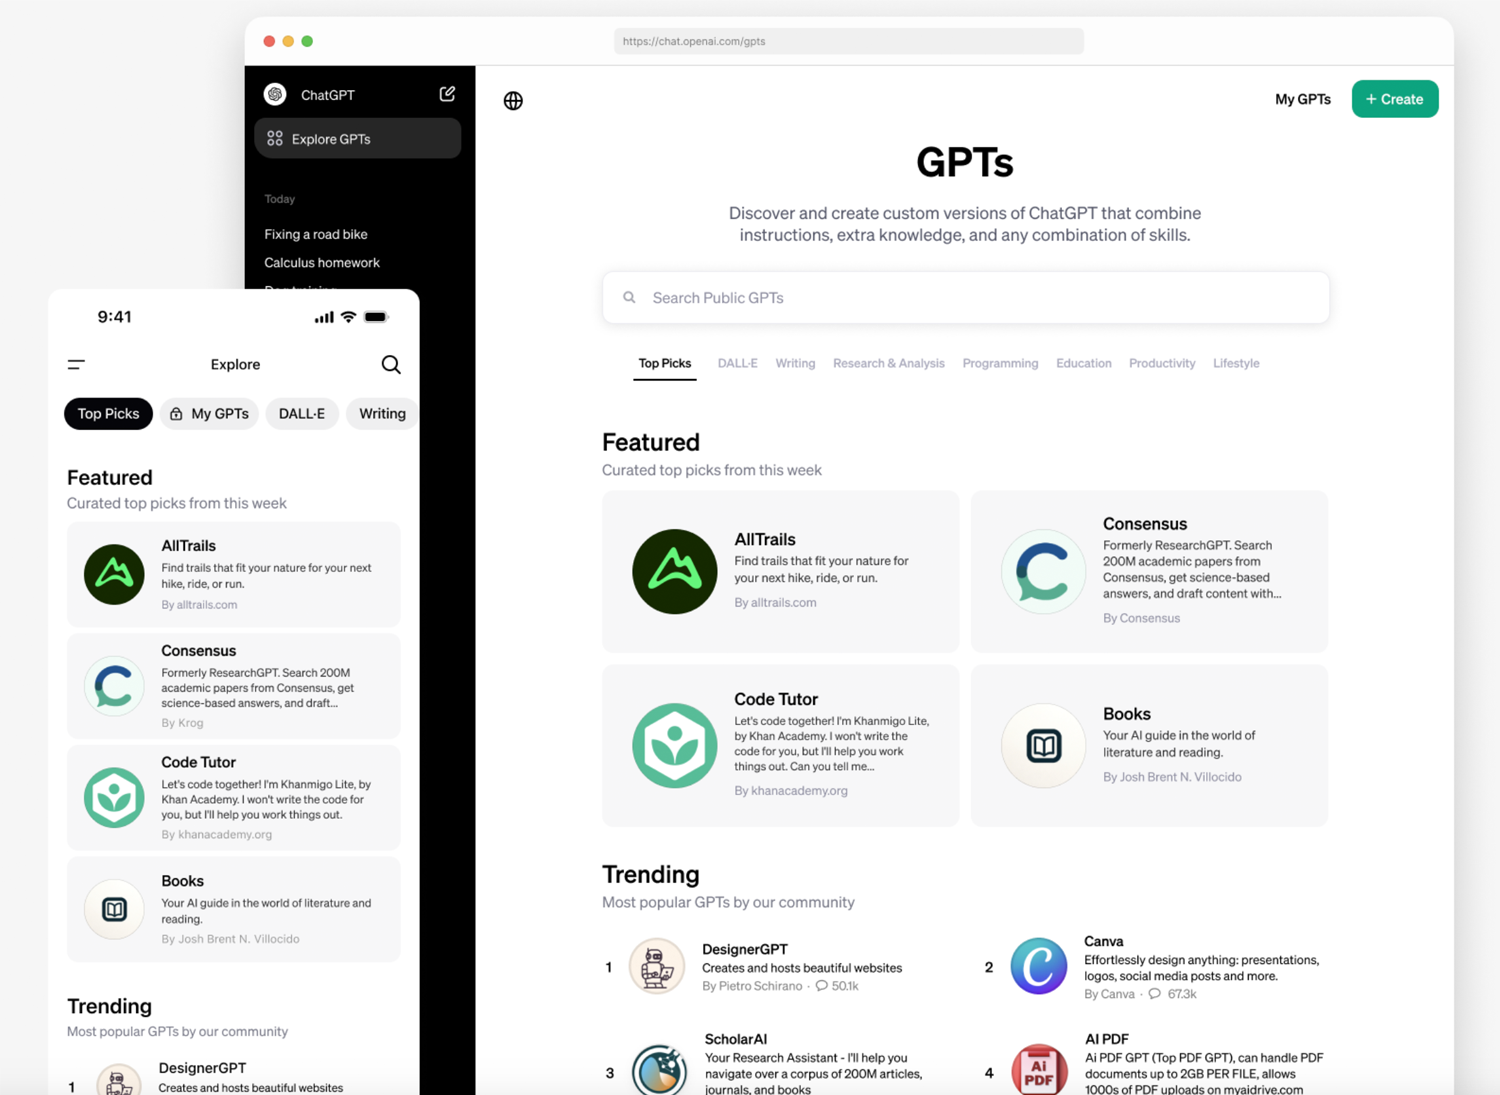 https://chat.openai.com/gpts
ChatGPT
Explore GPTs
Today
Fixing a road bike
Calculus homework
My GPTs
+ Create
GPTs
Discover and create custom versions of ChatGPT that combine
instructions, extra knowledge, and any combination of skills.
Search Public GPTs
Top Picks DALL·E Writing Research & Analysis Programming Education Productivity Lifestyle
Featured
Curated top picks from this week
AllTrails
Find trails that fit your nature for
your next hike, ride, or run.
By alltrails.com
Consensus
Formerly ResearchGPT. Search
200M academic papers from
Consensus, get science-based
answers, and draft content with...
By Consensus
Code Tutor
Let's code together! I'm Khanmigo Lite,
by Khan Academy. I won't write the
code for you, but I'll help you work
things out. Can you tell me...
By khanacademy.org
Books
Your AI guide in the world of
literature and reading.
By Josh Brent N. Villocido
Trending
Most popular GPTs by our community
1
DesignerGPT
Creates and hosts beautiful websites
By Pietro Schirano · 50.1k
2
Canva
Effortlessly design anything: presentations,
logos, social media posts and more.
By Canva · 67.3k
3
ScholarAI
Your Research Assistant - I'll help you
navigate over a corpus of 200M articles,
journals, and books
4
Ai
PDF
AI PDF
Ai PDF GPT (Top PDF GPT), can handle PDF
documents up to 2GB PER FILE, allows
1000s of PDF uploads on myaidrive.com
9:41
Explore
Top Picks My GPTs DALL·E Writing
Featured
Curated top picks from this week
AllTrails
Find trails that fit your nature for your next
hike, ride, or run.
By alltrails.com
Consensus
Formerly ResearchGPT. Search 200M
academic papers from Consensus, get
science-based answers, and draft...
By Krog
Code Tutor
Let's code together! I'm Khanmigo Lite, by
Khan Academy. I won't write the code for
you, but I'll help you work things out.
By khanacademy.org
Books
Your AI guide in the world of literature and
reading.
By Josh Brent N. Villocido
Trending
Most popular GPTs by our community
1
DesignerGPT
Creates and hosts beautiful websites